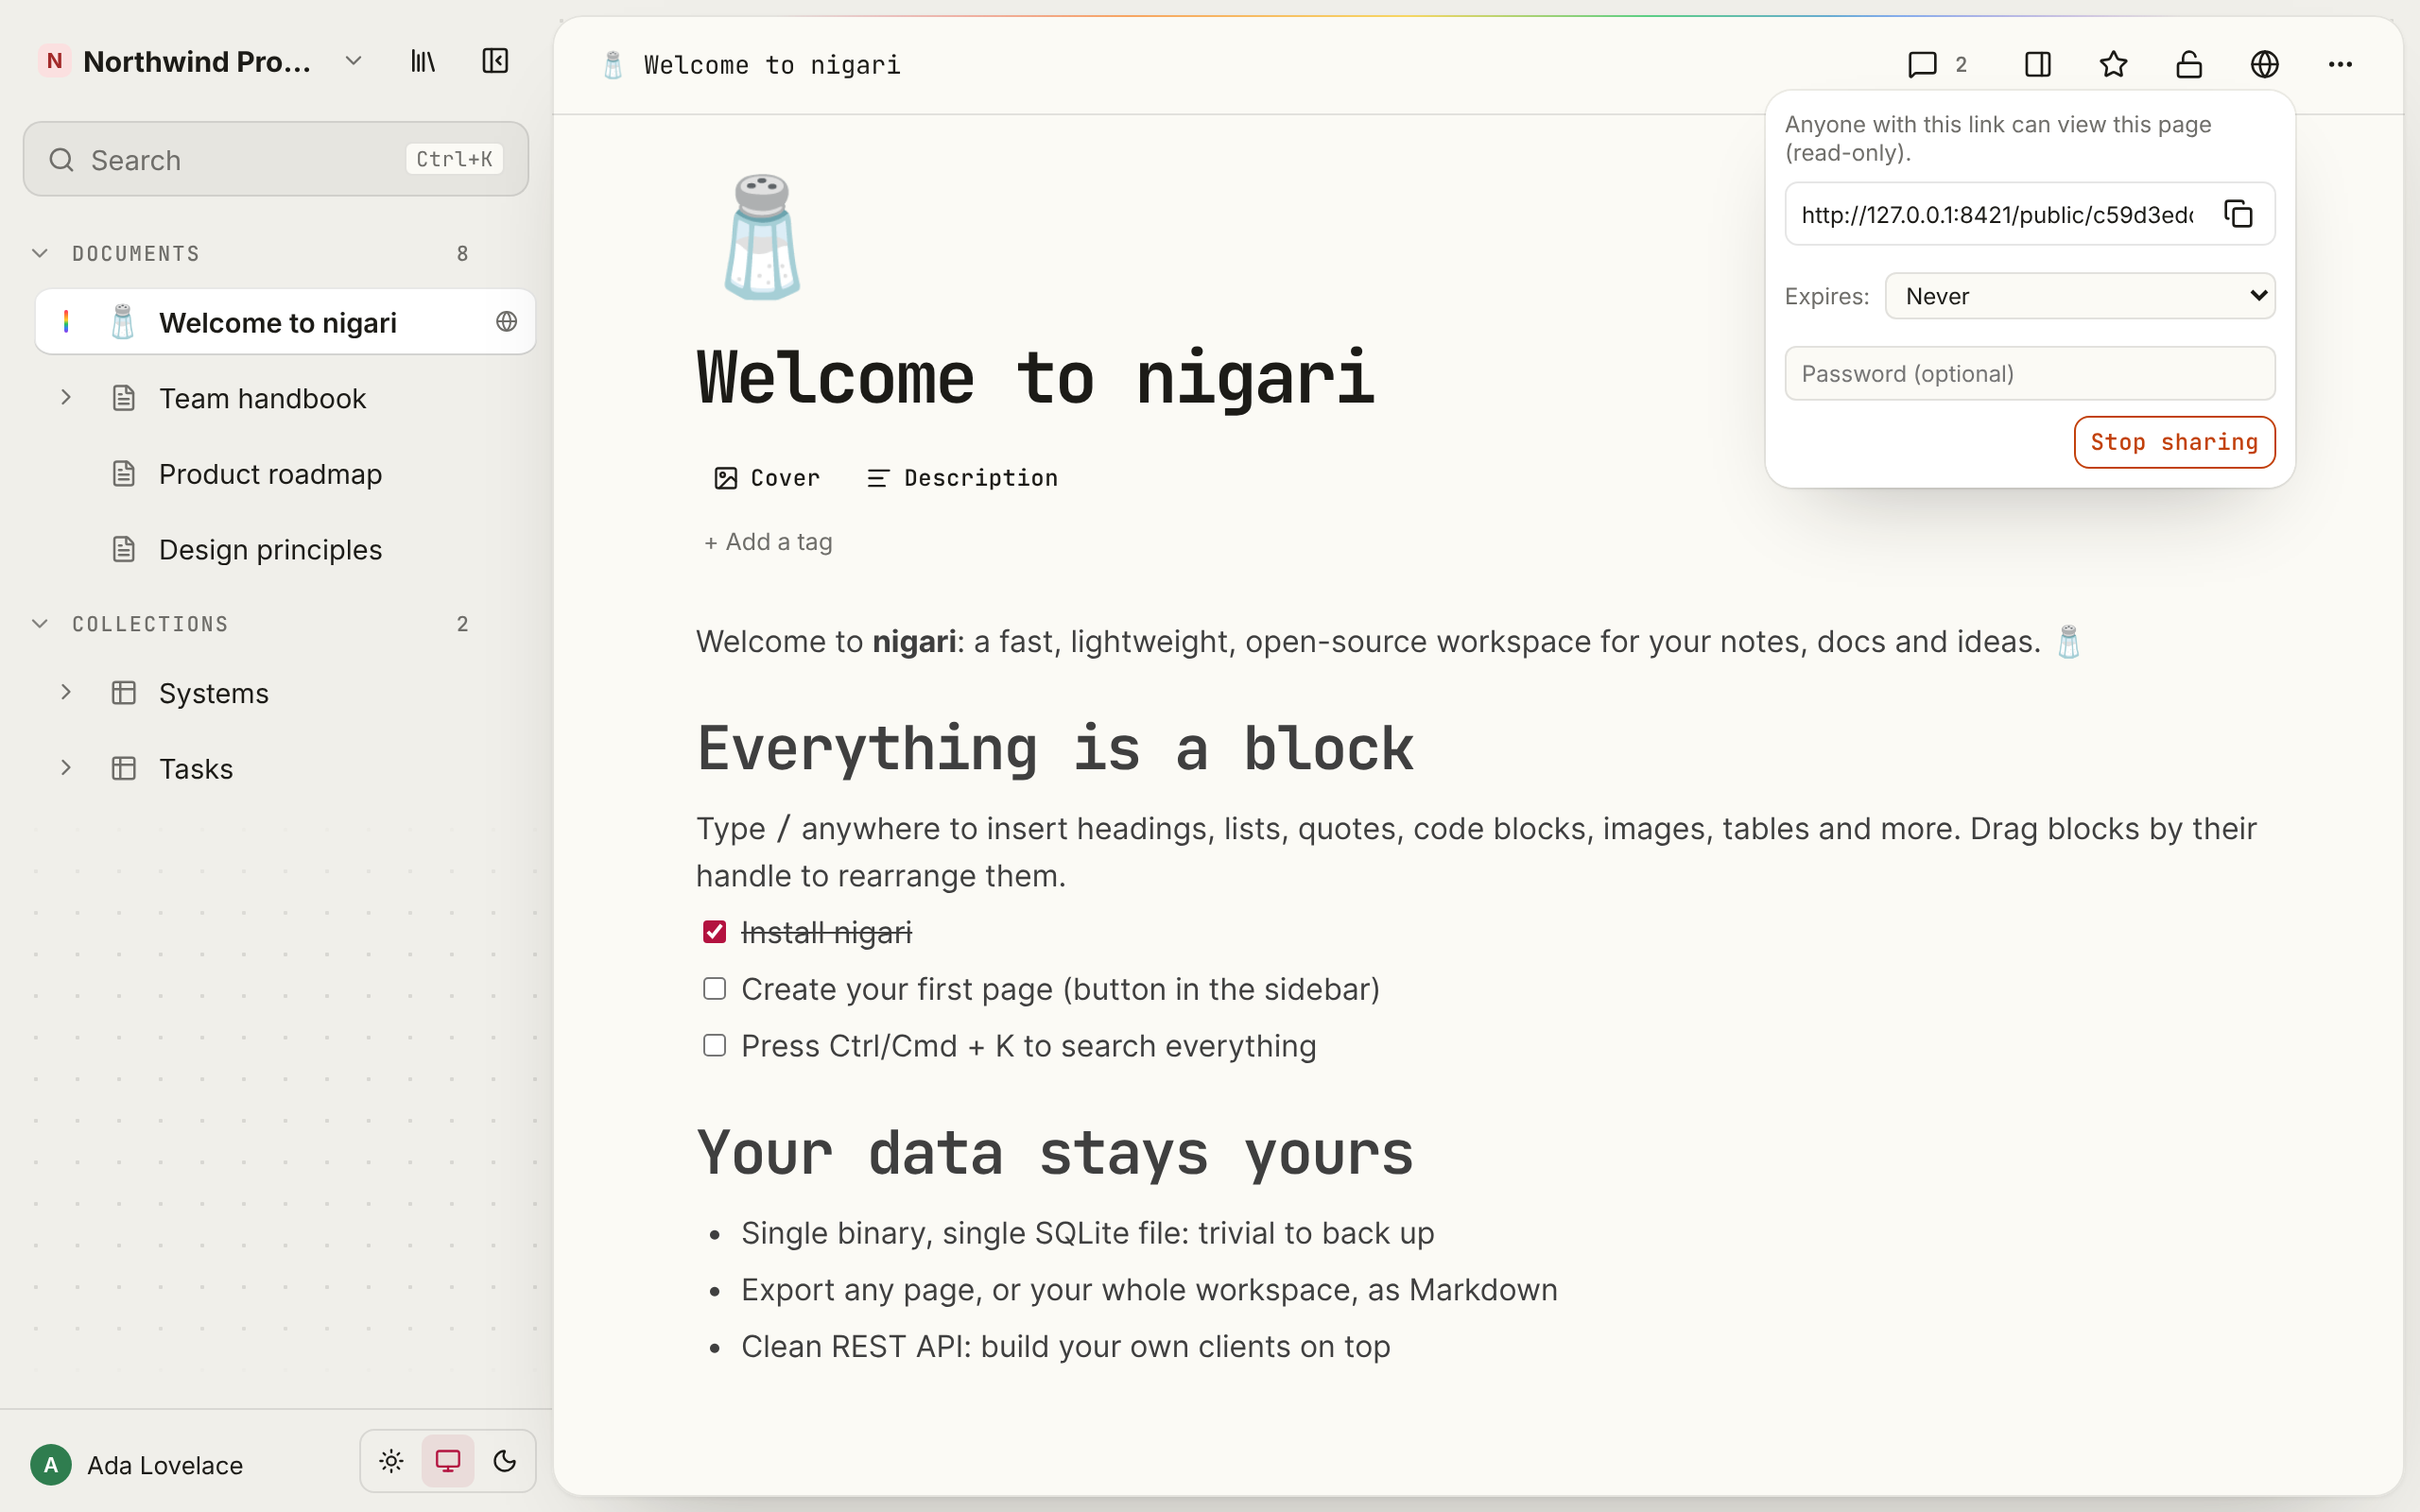 N Northwind Pro...
Search Ctrl+K
DOCUMENTS 8
Welcome to nigari
Team handbook
Product roadmap
Design principles
COLLECTIONS 2
Systems
Tasks
A Ada Lovelace
Welcome to nigari
2
Anyone with this link can view this page
(read-only).
http://127.0.0.1:8421/public/c59d3ed
Expires: Never
Password (optional)
Stop sharing
Welcome to nigari
Cover Description
+ Add a tag
Welcome to nigari: a fast, lightweight, open-source workspace for your notes, docs and ideas.
Everything is a block
Type / anywhere to insert headings, lists, quotes, code blocks, images, tables and more. Drag blocks by their
handle to rearrange them.
Install nigari
Create your first page (button in the sidebar)
Press Ctrl/Cmd + K to search everything
Your data stays yours
• Single binary, single SQLite file: trivial to back up
• Export any page, or your whole workspace, as Markdown
• Clean REST API: build your own clients on top